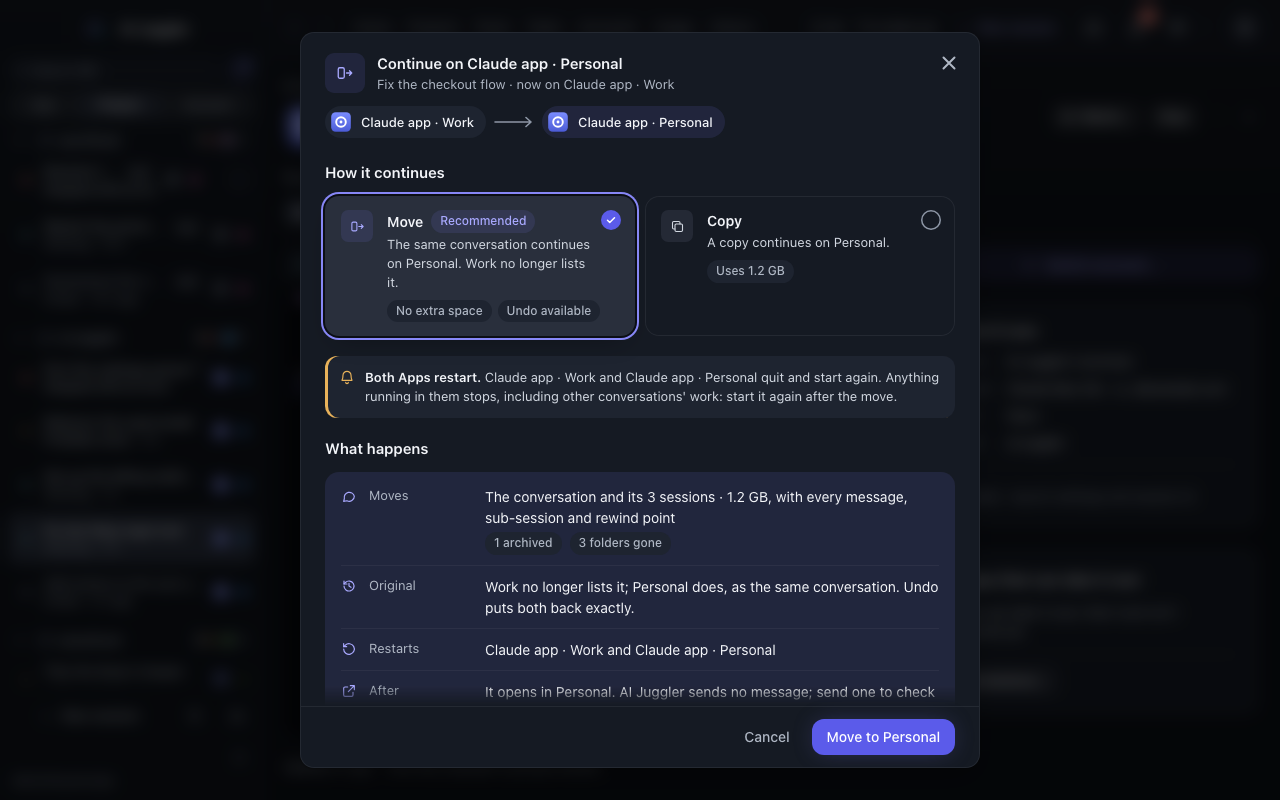 Continue on Claude app · Personal
Fix the checkout flow · now on Claude app · Work
Claude app · Work
Claude app · Personal
How it continues
Move
Recommended
The same conversation continues
on Personal. Work no longer lists
it.
No extra space
Undo available
Copy
A copy continues on Personal.
Uses 1.2 GB
Both Apps restart. Claude app · Work and Claude app · Personal quit and start again. Anything
running in them stops, including other conversations' work: start it again after the move.
What happens
Moves
The conversation and its 3 sessions · 1.2 GB, with every message,
sub-session and rewind point
1 archived
3 folders gone
Original
Work no longer lists it; Personal does, as the same conversation. Undo
puts both back exactly.
Restarts
Claude app · Work and Claude app · Personal
After
It opens in Personal. AI Juggler sends no message; send one to check
Cancel
Move to Personal